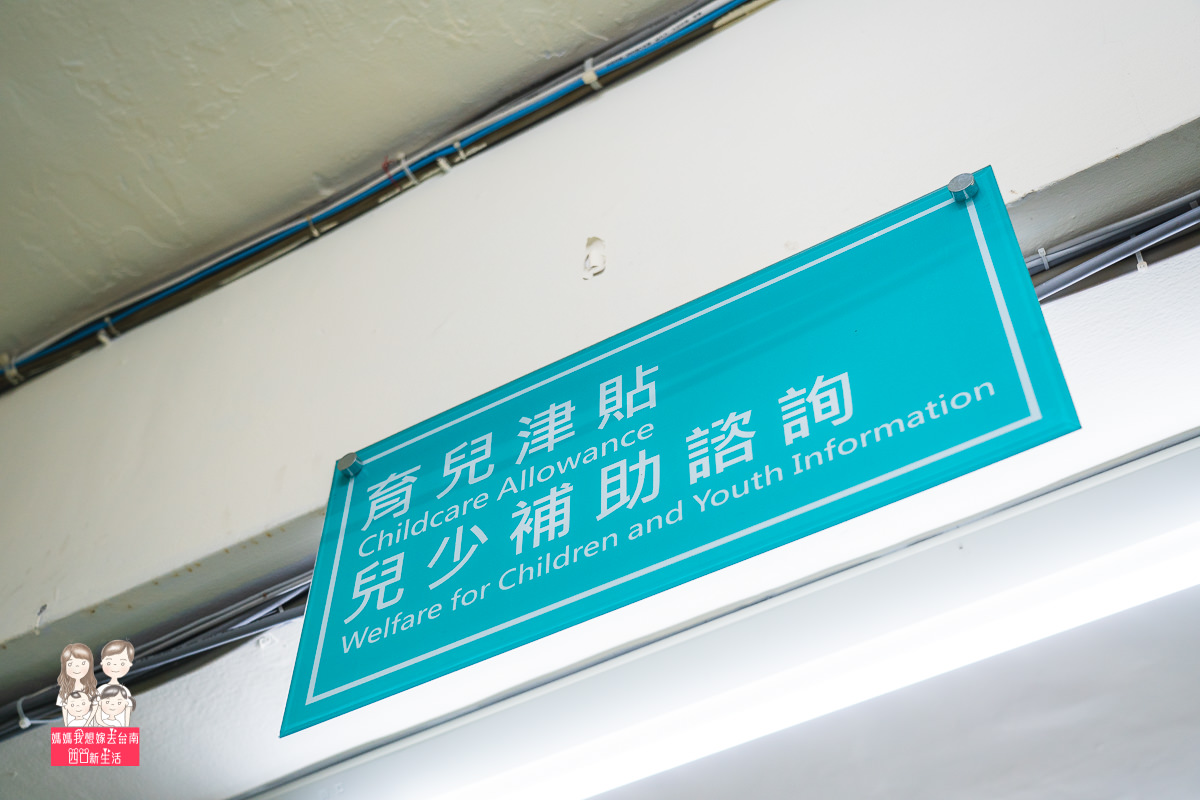 育兒津貼
Childcare Allowance
兒少補助諮詢
Welfare for Children and Youth Information
媽媽我想嫁去台南
四口新生活